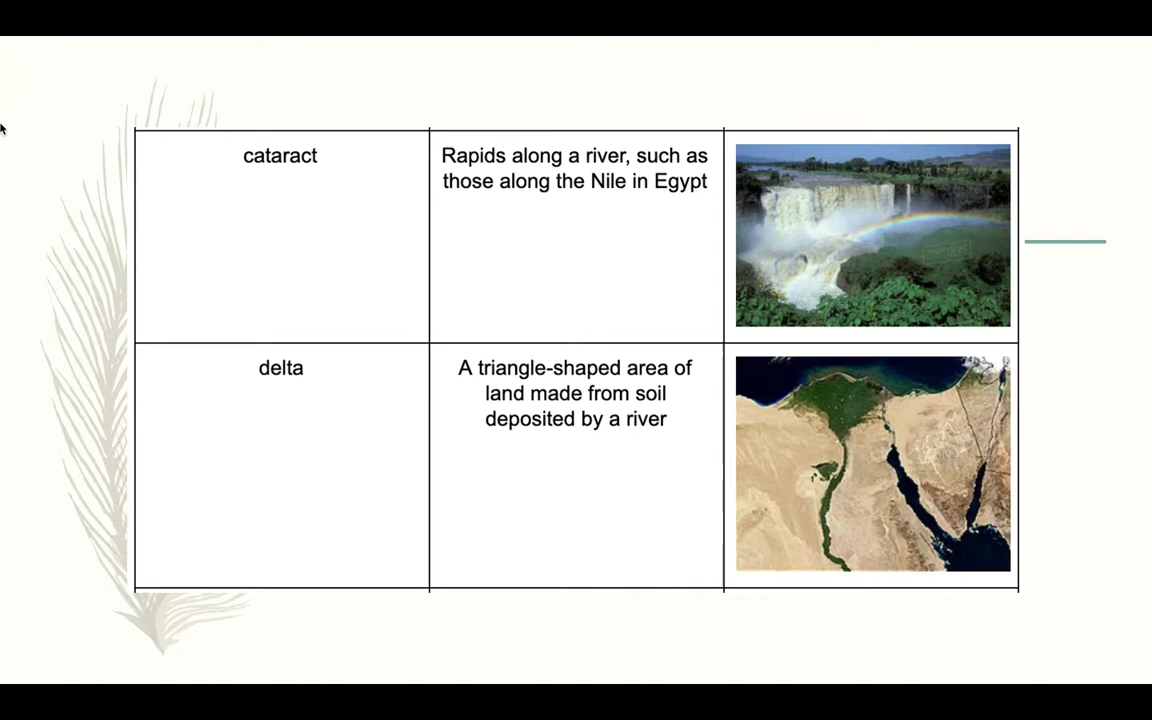 cataract
Rapids along a river, such as
those along the Nile in Egypt
delta
A triangle-shaped area of
land made from soil
deposited by a river